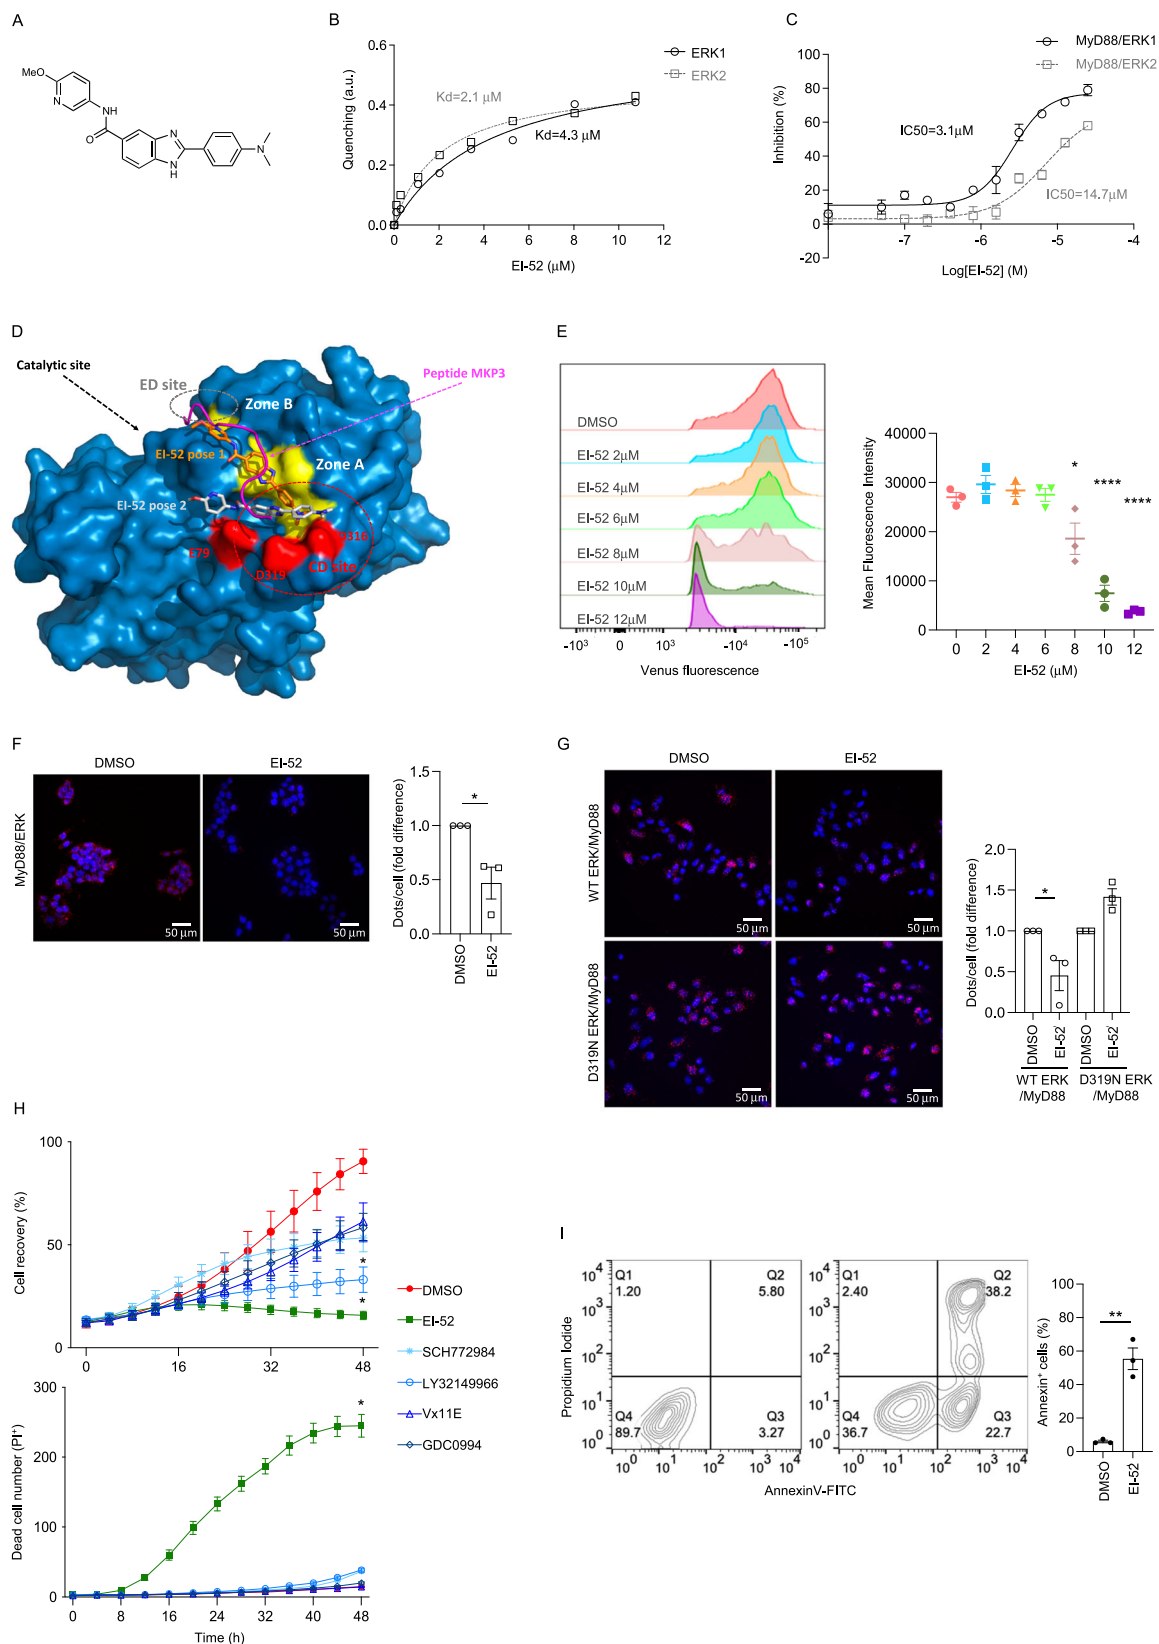 A
MeO
N
NH
O
N
N
H
N
B
Quenching (a.u.)
0.6
0.4
0.2
0.0
Kd=2.1 μM
Kd=4.3 μM
ERK1
ERK2
0 2 4 6 8 10 12
EI-52 (μM)
C
Inhibition (%)
100
80
60
40
20
0
-20
MyD88/ERK1
MyD88/ERK2
IC50=3.1μM
IC50=14.7μM
-7 -6 -5 -4
Log[EI-52] (M)
D
Catalytic site
ED site
Zone B
Peptide MKP3
EI-52 pose 1
Zone A
EI-52 pose 2
E79
D316
D319
CD site
E
DMSO
EI-52 2μM
EI-52 4μM
EI-52 6μM
EI-52 8μM
EI-52 10μM
EI-52 12μM
-10³ 0 10³ -10⁴ -10⁵
Venus fluorescence
Mean Fluorescence Intensity
40000
30000
20000
10000
0
*
****
****
0 2 4 6 8 10 12
EI-52 (μM)
F
DMSO
EI-52
MyD88/ERK
50 μm
50 μm
Dots/cell (fold difference)
1.5
1.0
0.5
0.0
*
DMSO
EI-52
G
DMSO
EI-52
WT ERK/MyD88
50 μm
50 μm
D319N ERK/MyD88
50 μm
50 μm
Dots/cell (fold difference)
2.0
1.5
1.0
0.5
0.0
*
DMSO
EI-52
DMSO
EI-52
WT ERK
/MyD88
D319N ERK
/MyD88
H
Cell recovery (%)
100
50
0
*
*
0 16 32 48
DMSO
EI-52
SCH772984
LY32149966
Vx11E
GDC0994
Dead cell number (PI⁺)
300
200
100
0
*
0 8 16 24 32 40 48
Time (h)
I
Propidium Iodide
10⁴
10³
10²
10¹
10⁰
Q1
1.20
Q2
5.80
Q4
89.7
Q3
3.27
10⁰ 10¹ 10² 10³ 10⁴
10⁴
10³
10²
10¹
10⁰
Q1
2.40
Q2
38.2
Q4
36.7
Q3
22.7
10⁰ 10¹ 10² 10³ 10⁴
AnnexinV-FITC
Annexin⁺ cells (%)
100
80
60
40
20
0
**
DMSO
EI-52